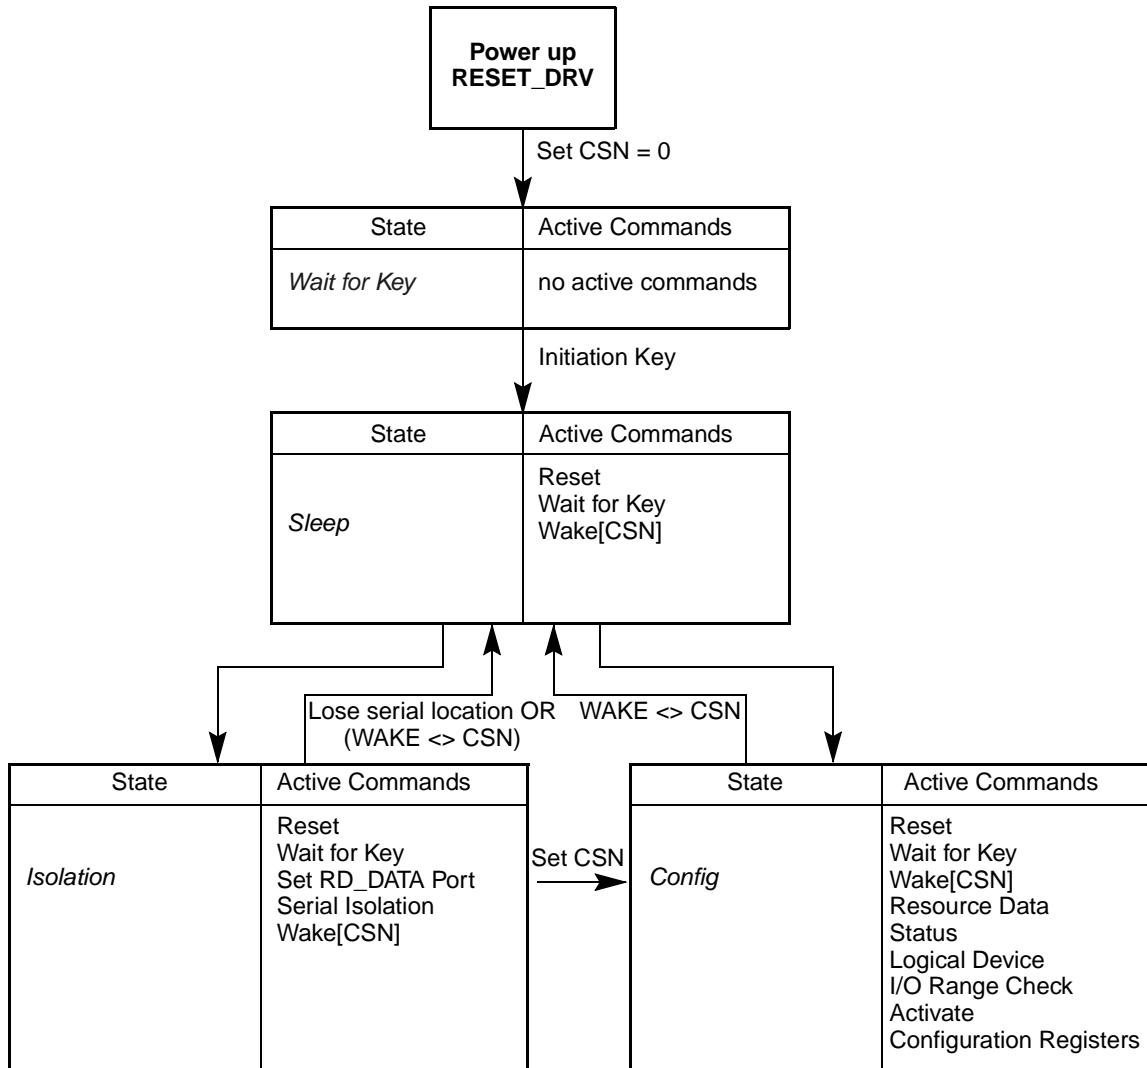 Power up
RESET_DRV
Set CSN = 0
State Active Commands
Wait for Key no active commands
Initiation Key
State Active Commands
Sleep
Reset
Wait for Key
Wake[CSN]
Lose serial location OR
(WAKE <> CSN)
WAKE <> CSN
State Active Commands
Isolation
Reset
Wait for Key
Set RD_DATA Port
Serial Isolation
Wake[CSN]
Set CSN
State Active Commands
Config
Reset
Wait for Key
Wake[CSN]
Resource Data
Status
Logical Device
I/O Range Check
Activate
Configuration Registers